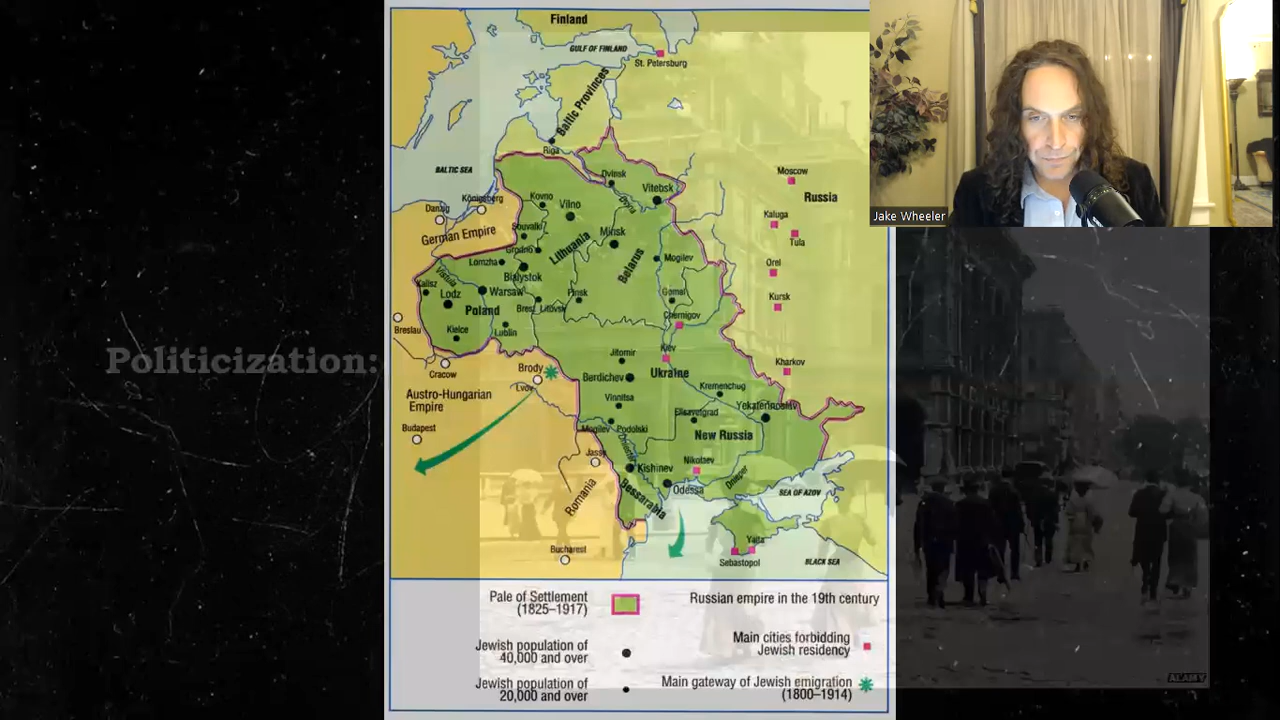 Finland
GULF OF FINLAND
St. Petersburg
Baltic Provinces
Riga
BALTIC SEA
Dvinsk
Moscow
Vitebsk
Russia
Königsberg
Kovno
Vilno
Danzig
Kaluga
Souvalki
Minsk
Tula
German Empire
Grodno
Lithuania
Belarus
Mogilev
Orel
Lomzha
Bialystok
Vistula
Kalisz
Lodz
Warsaw
Pinsk
Gomel
Kursk
Poland
Brest Litovsk
Chernigov
Breslau
Kielce
Lublin
Kiev
Jitomir
Kharkov
Politicization:
Cracow
Brody
Ukraine
Berdichev
Lvov
Kremenchug
Austro-Hungarian
Empire
Vinnitsa
Yekaterinoslav
Elisavetgrad
Budapest
Mogilev Podolski
New Russia
Dniester
Jassy
Kishinev
Nikolaev
Dnieper
Odessa
SEA OF AZOV
Romania
Bessarabia
Yalta
Bucharest
Sebastopol
BLACK SEA
Pale of Settlement
(1825–1917)
Russian empire in the 19th century
Jewish population of
40,000 and over
Main cities forbidding
Jewish residency
Jewish population of
20,000 and over
Main gateway of Jewish emigration
(1800–1914)
Jake Wheeler
ALAMY